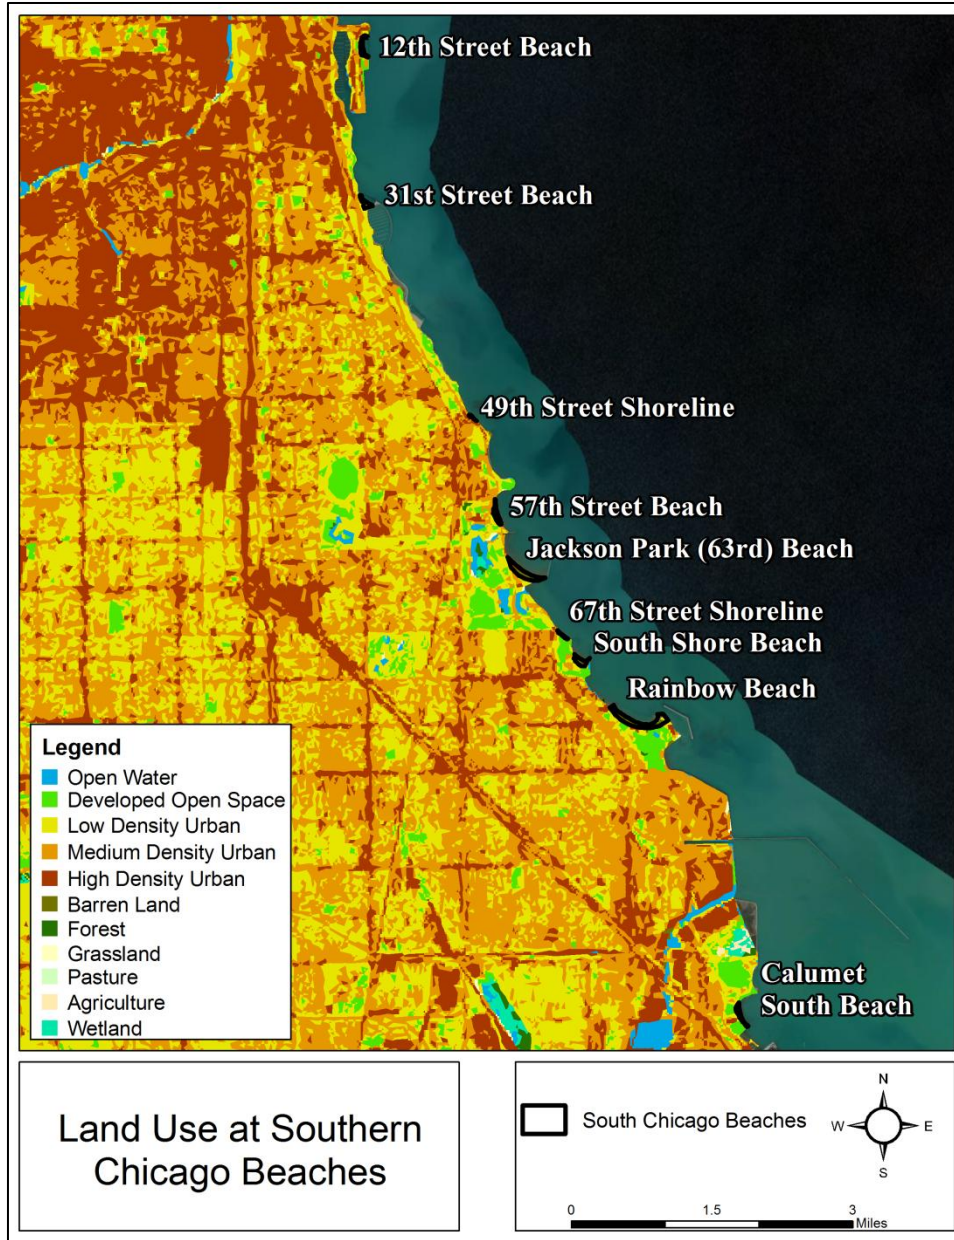 12th Street Beach
31st Street Beach
49th Street Shoreline
57th Street Beach
Jackson Park (63rd) Beach
67th Street Shoreline
South Shore Beach
Rainbow Beach
Legend
Open Water
Developed Open Space
Low Density Urban
Medium Density Urban
High Density Urban
Barren Land
Forest
Grassland
Pasture
Agriculture
Wetland
Calumet
South Beach
Land Use at Southern
Chicago Beaches
South Chicago Beaches
N
W
E
S
0 1.5 3
Miles